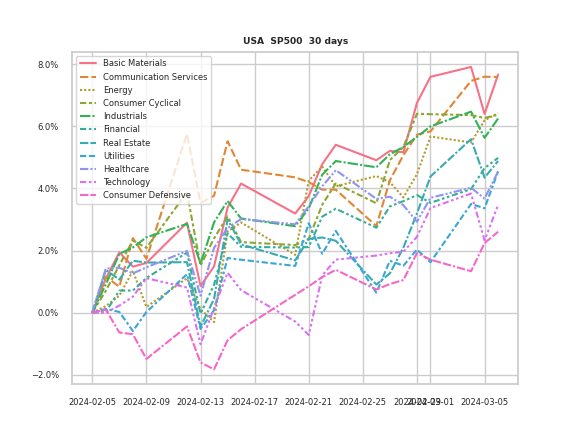 USA SP500 30 days
8.0%
6.0%
4.0%
2.0%
0.0%
−2.0%
Basic Materials
Communication Services
Energy
Consumer Cyclical
Industrials
Financial
Real Estate
Utilities
Healthcare
Technology
Consumer Defensive
2024-02-05 2024-02-09 2024-02-13 2024-02-17 2024-02-21 2024-02-25 2024-02-29 2024-03-01 2024-03-05